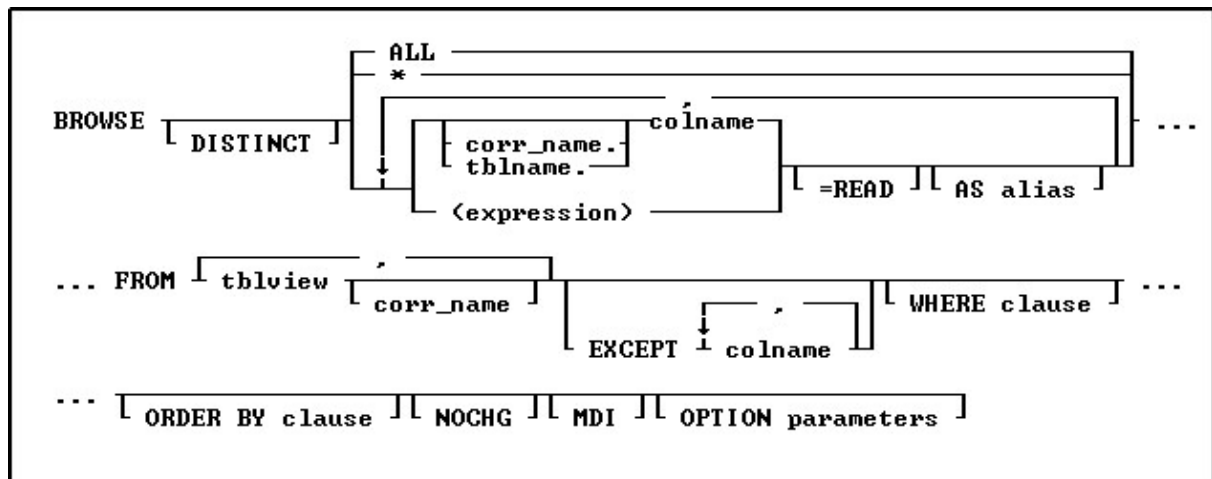 ALL
*
,
BROWSE DISTINCT corr_name. tblname. colname ...
(expression) =READ AS alias
,
... FROM tblview corr_name EXCEPT , colname WHERE clause ...
... ORDER BY clause NOCHG MDI OPTION parameters